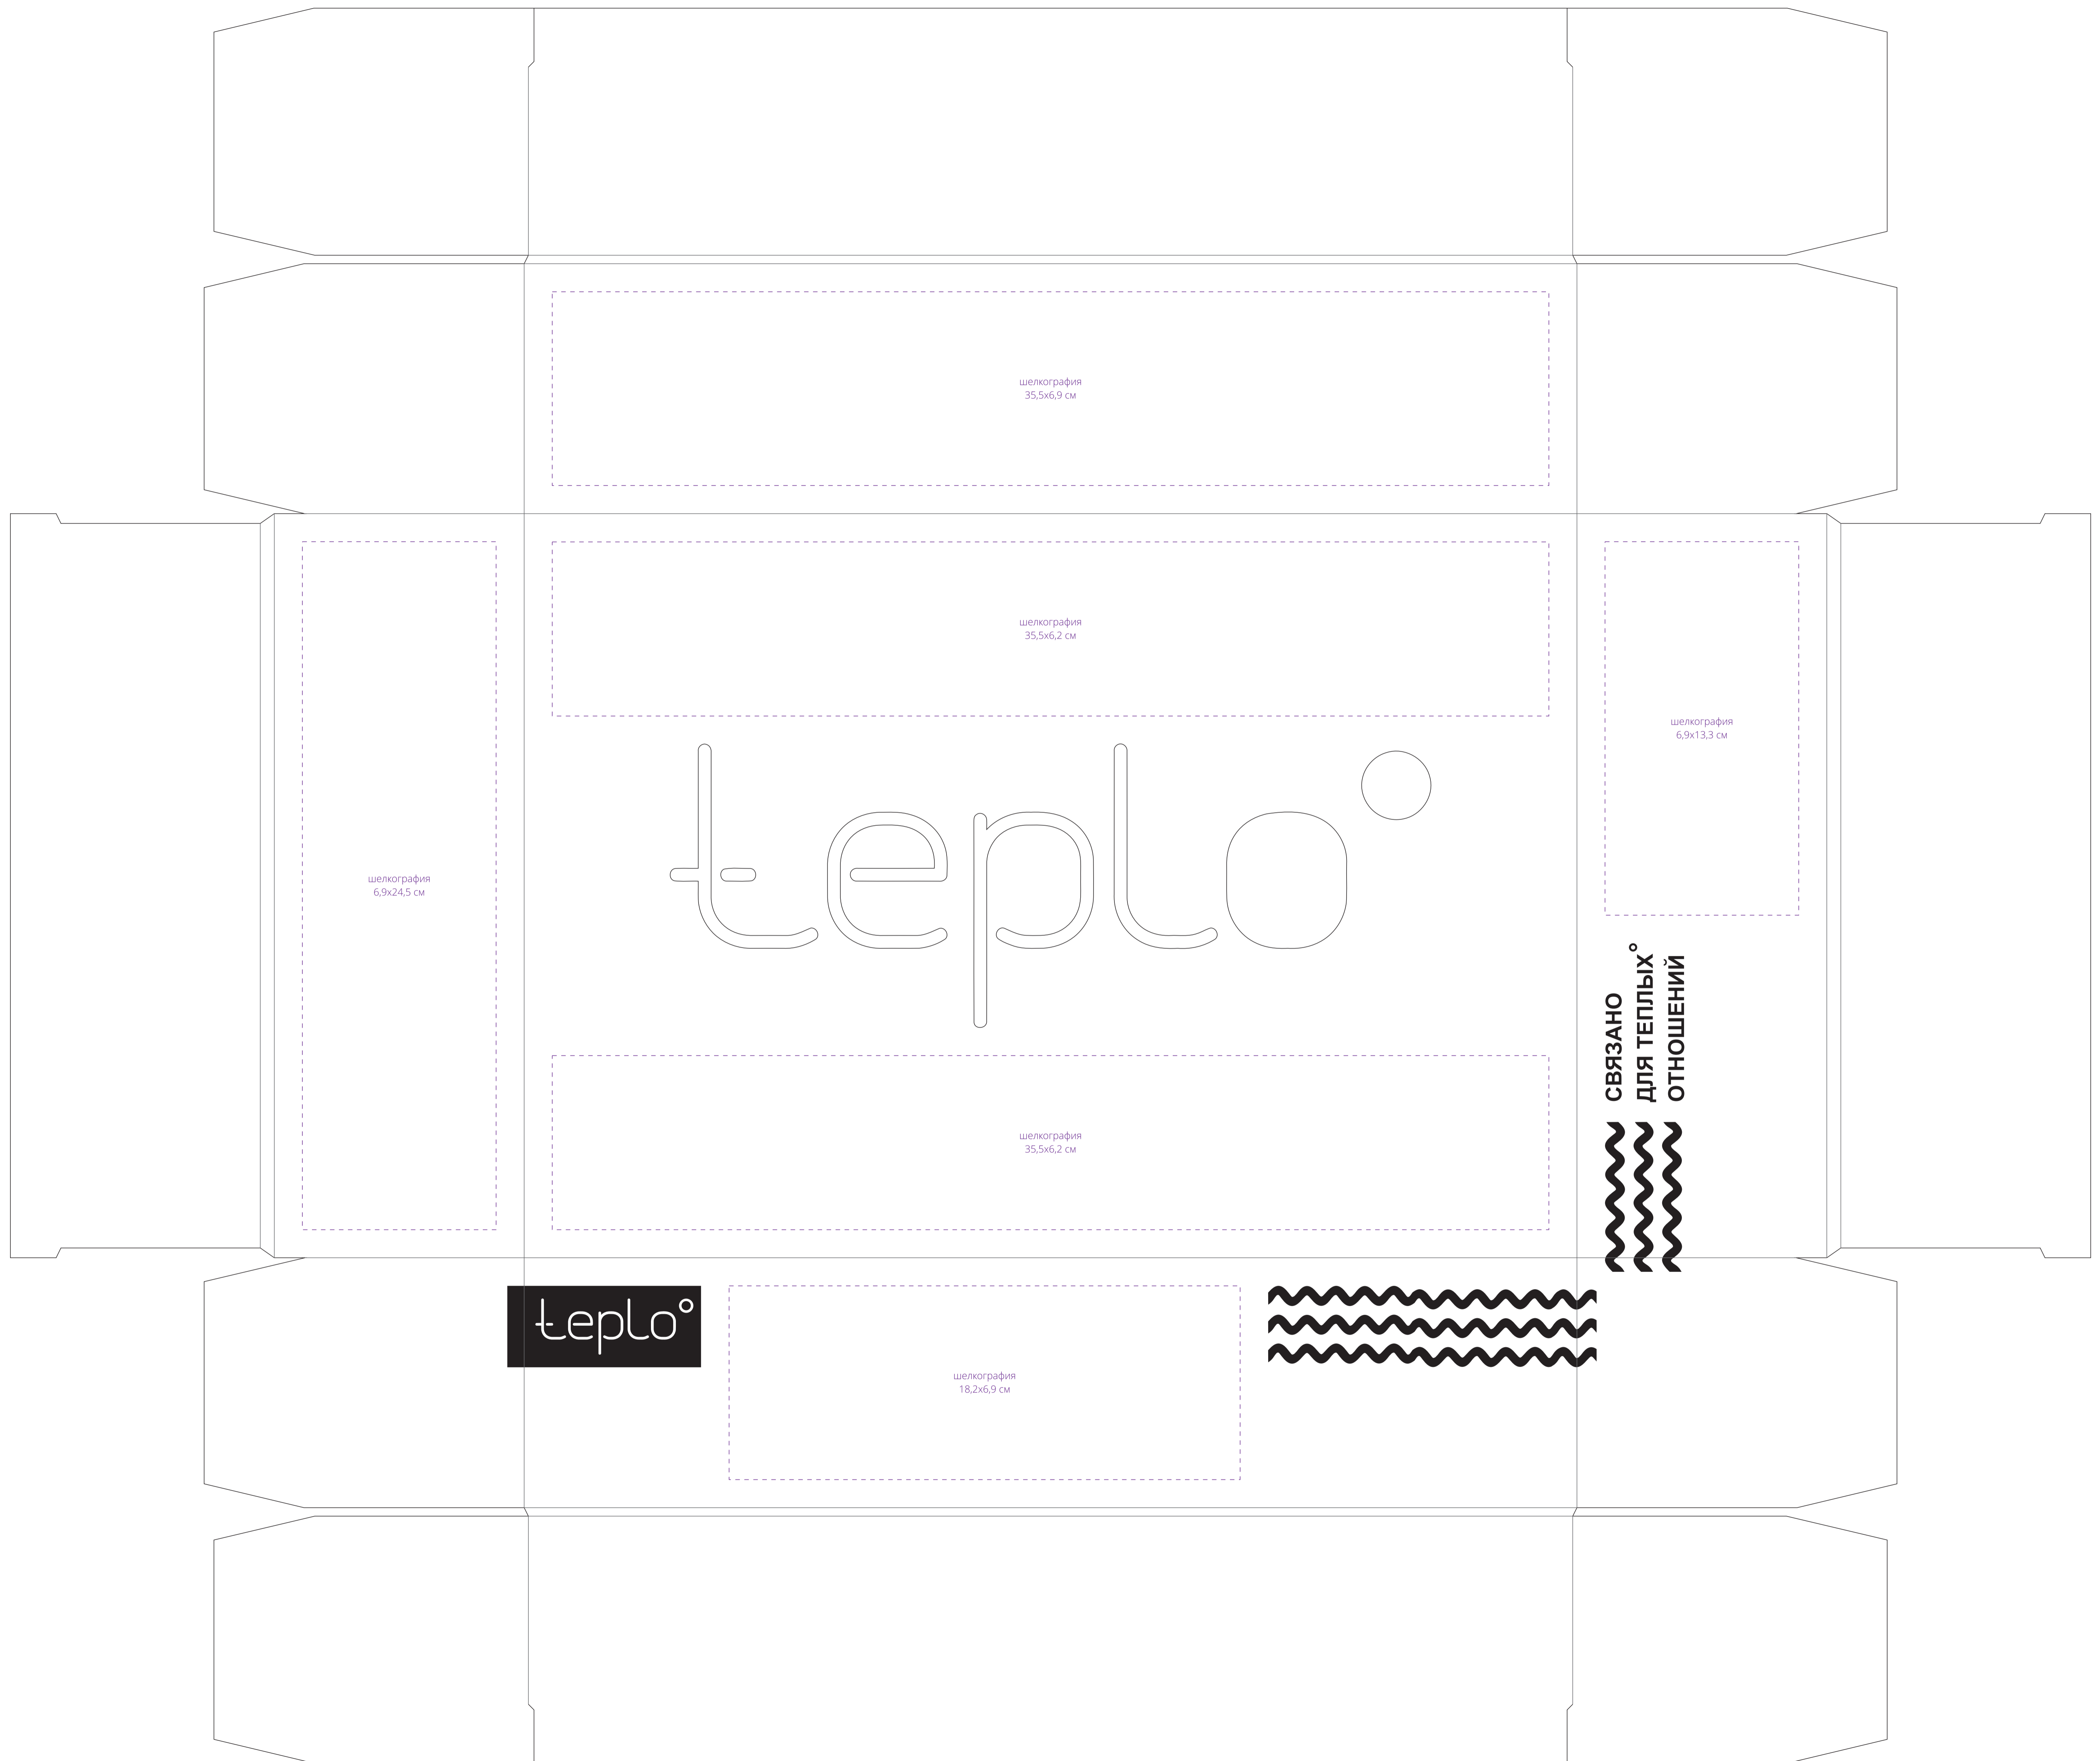 шелкография
35,5x6,9 см
шелкография
35,5x6,2 см
шелкография
6,9x13,3 см
teplo°
шелкография
6,9x24,5 см
СВЯЗАНО
ДЛЯ ТЕПЛЫХ°
ОТНОШЕНИЙ
шелкография
35,5x6,2 см
teplo°
шелкография
18,2x6,9 см